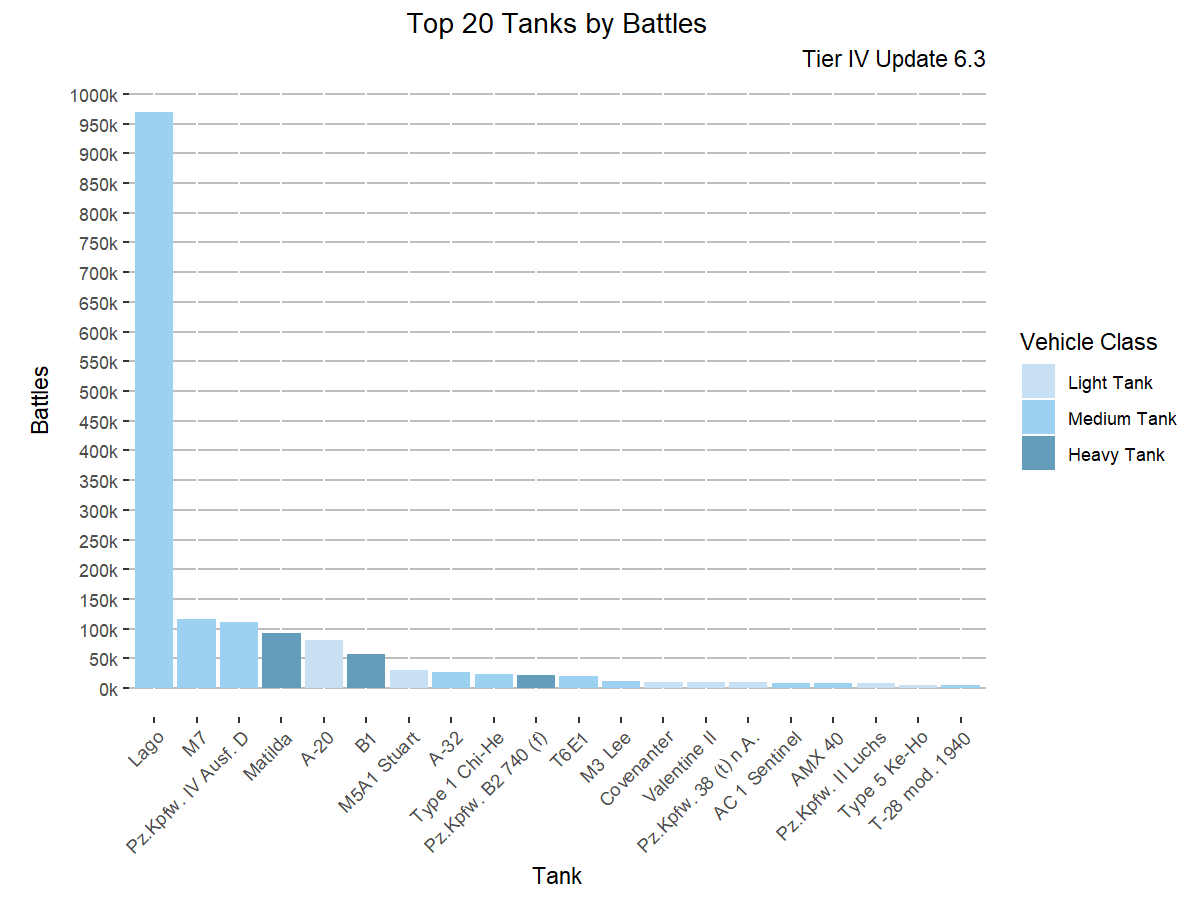 Top 20 Tanks by Battles
Tier IV Update 6.3
1000k
950k
900k
850k
800k
750k
700k
650k
600k
550k
500k
450k
400k
350k
300k
250k
200k
150k
100k
50k
0k
Battles
Lago
M7
Pz.Kpfw. IV Ausf. D
Matilda
A-20
B1
M5A1 Stuart
A-32
Type 1 Chi-He
Pz.Kpfw. B2 740 (f)
T6E1
M3 Lee
Covenanter
Valentine II
Pz.Kpfw. 38 (t) n.A.
AC 1 Sentinel
AMX 40
Pz.Kpfw. II Luchs
Type 5 Ke-Ho
T-28 mod. 1940
Tank
Vehicle Class
Light Tank
Medium Tank
Heavy Tank